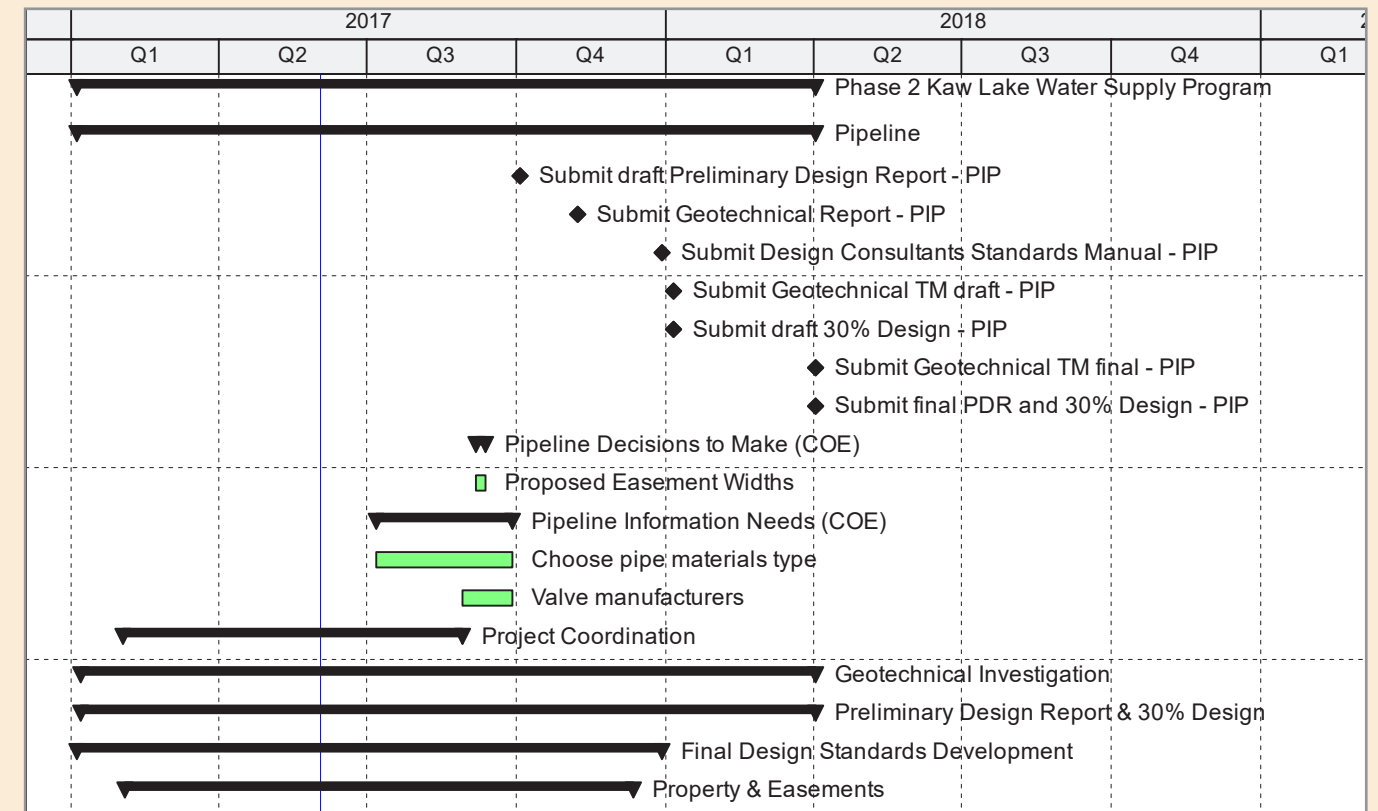 2017 2018
Q1 Q2 Q3 Q4 Q1 Q2 Q3 Q4 Q1
Phase 2 Kaw Lake Water Supply Program
Pipeline
Submit draft Preliminary Design Report - PIP
Submit Geotechnical Report - PIP
Submit Design Consultants Standards Manual - PIP
Submit Geotechnical TM draft - PIP
Submit draft 30% Design - PIP
Submit Geotechnical TM final - PIP
Submit final PDR and 30% Design - PIP
Pipeline Decisions to Make (COE)
Proposed Easement Widths
Pipeline Information Needs (COE)
Choose pipe materials type
Valve manufacturers
Project Coordination
Geotechnical Investigation
Preliminary Design Report & 30% Design
Final Design Standards Development
Property & Easements